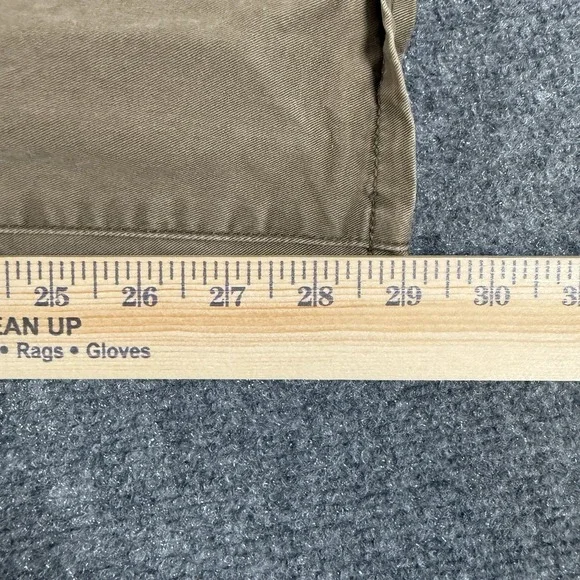 25 26 27 28 29 30
EAN UP
• Rags • Gloves